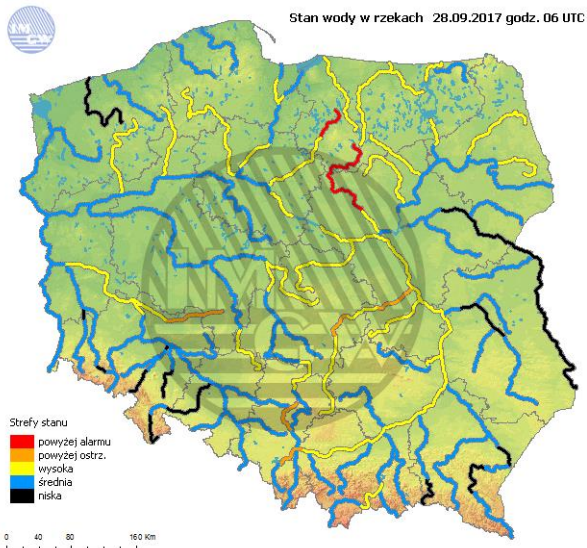 Stan wody w rzekach 28.09.2017 godz. 06 UTC
IMGW
Strefy stanu
powyżej alarmu
powyżej ostrz.
wysoka
średnia
niska
0 40 80 160 Km